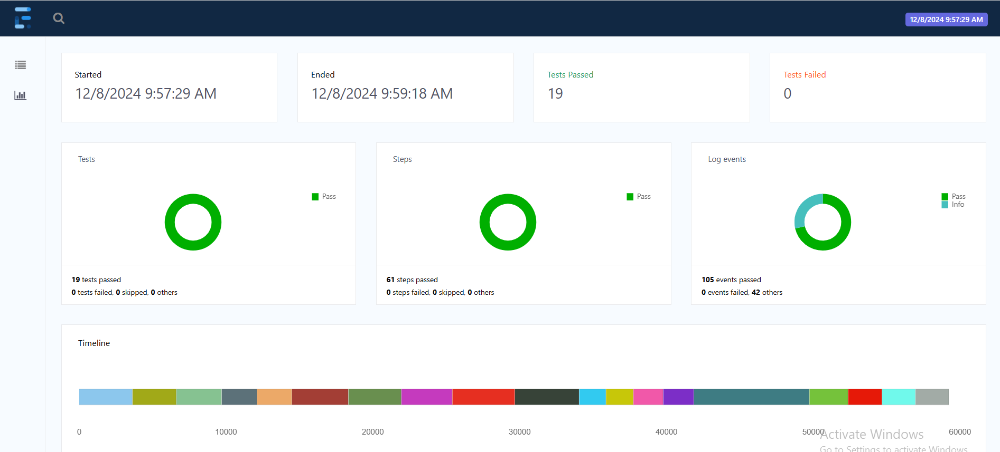 12/8/2024 9:57:29 AM
Started
12/8/2024 9:57:29 AM
Ended
12/8/2024 9:59:18 AM
Tests Passed
19
Tests Failed
0
Tests
Pass
19 tests passed
0 tests failed, 0 skipped, 0 others
Steps
Pass
61 steps passed
0 steps failed, 0 skipped, 0 others
Log events
Pass
Info
105 events passed
0 events failed, 42 others
Timeline
0 10000 20000 30000 40000 50000 60000
Activate Windows
Go to Settings to activate Windows.